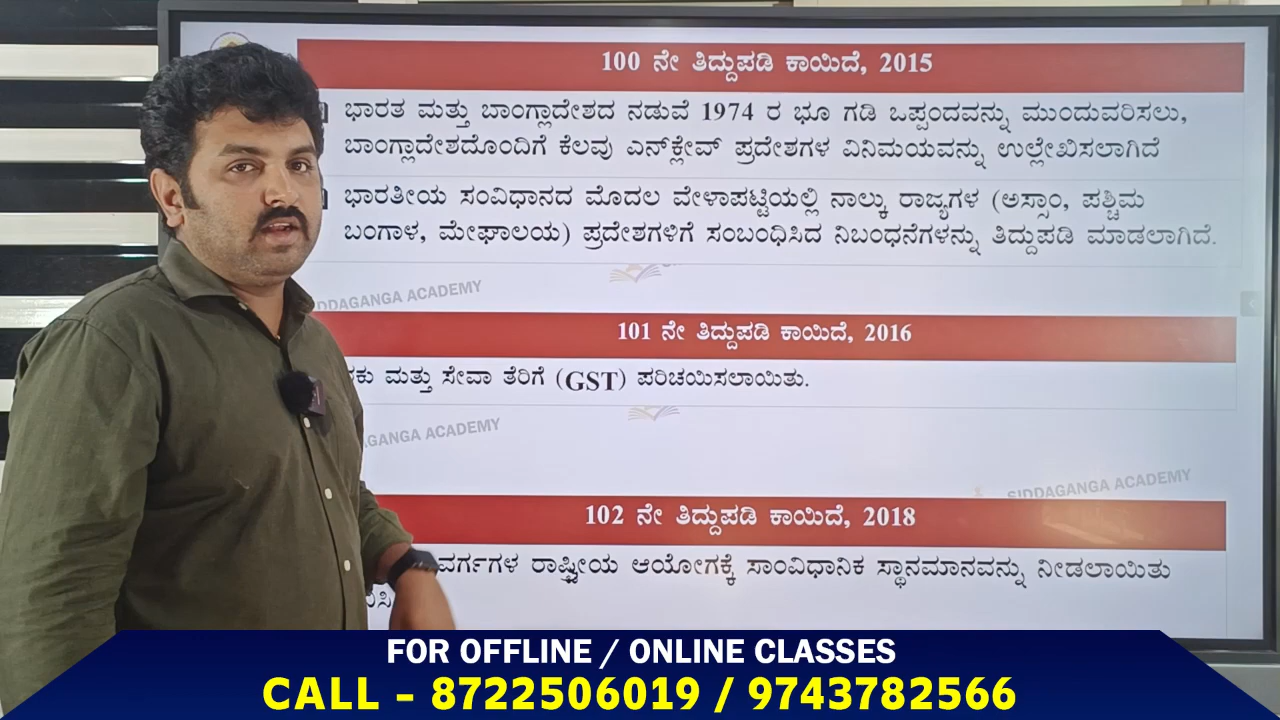 100 ನೇ ತಿದ್ದುಪಡಿ ಕಾಯಿದೆ, 2015
ಭಾರತ ಮತ್ತು ಬಾಂಗ್ಲಾದೇಶದ ನಡುವೆ 1974 ರ ಭೂ ಗಡಿ ಒಪ್ಪಂದವನ್ನು ಮುಂದುವರಿಸಲು,
ಬಾಂಗ್ಲಾದೇಶದೊಂದಿಗೆ ಕೆಲವು ಎನ್‌ಕ್ಲೇವ್ ಪ್ರದೇಶಗಳ ವಿನಿಮಯವನ್ನು ಉಲ್ಲೇಖಿಸಲಾಗಿದೆ
ಭಾರತೀಯ ಸಂವಿಧಾನದ ಮೊದಲ ವೇಳಾಪಟ್ಟಿಯಲ್ಲಿ ನಾಲ್ಕು ರಾಜ್ಯಗಳ (ಅಸ್ಸಾಂ, ಪಶ್ಚಿಮ
ಬಂಗಾಳ, ಮೇಘಾಲಯ) ಪ್ರದೇಶಗಳಿಗೆ ಸಂಬಂಧಿಸಿದ ನಿಬಂಧನೆಗಳನ್ನು ತಿದ್ದುಪಡಿ ಮಾಡಲಾಗಿದೆ.
DDAGANGA ACADEMY
101 ನೇ ತಿದ್ದುಪಡಿ ಕಾಯಿದೆ, 2016
ಮತ್ತು ಸೇವಾ ತೆರಿಗೆ (GST) ಪರಿಚಯಿಸಲಾಯಿತು.
GANGA ACADEMY
SIDDAGANGA ACADEMY
102 ನೇ ತಿದ್ದುಪಡಿ ಕಾಯಿದೆ, 2018
ವರ್ಗಗಳ ರಾಷ್ಟ್ರೀಯ ಆಯೋಗಕ್ಕೆ ಸಾಂವಿಧಾನಿಕ ಸ್ಥಾನಮಾನವನ್ನು ನೀಡಲಾಯಿತು
FOR OFFLINE / ONLINE CLASSES
CALL - 8722506019 / 9743782566